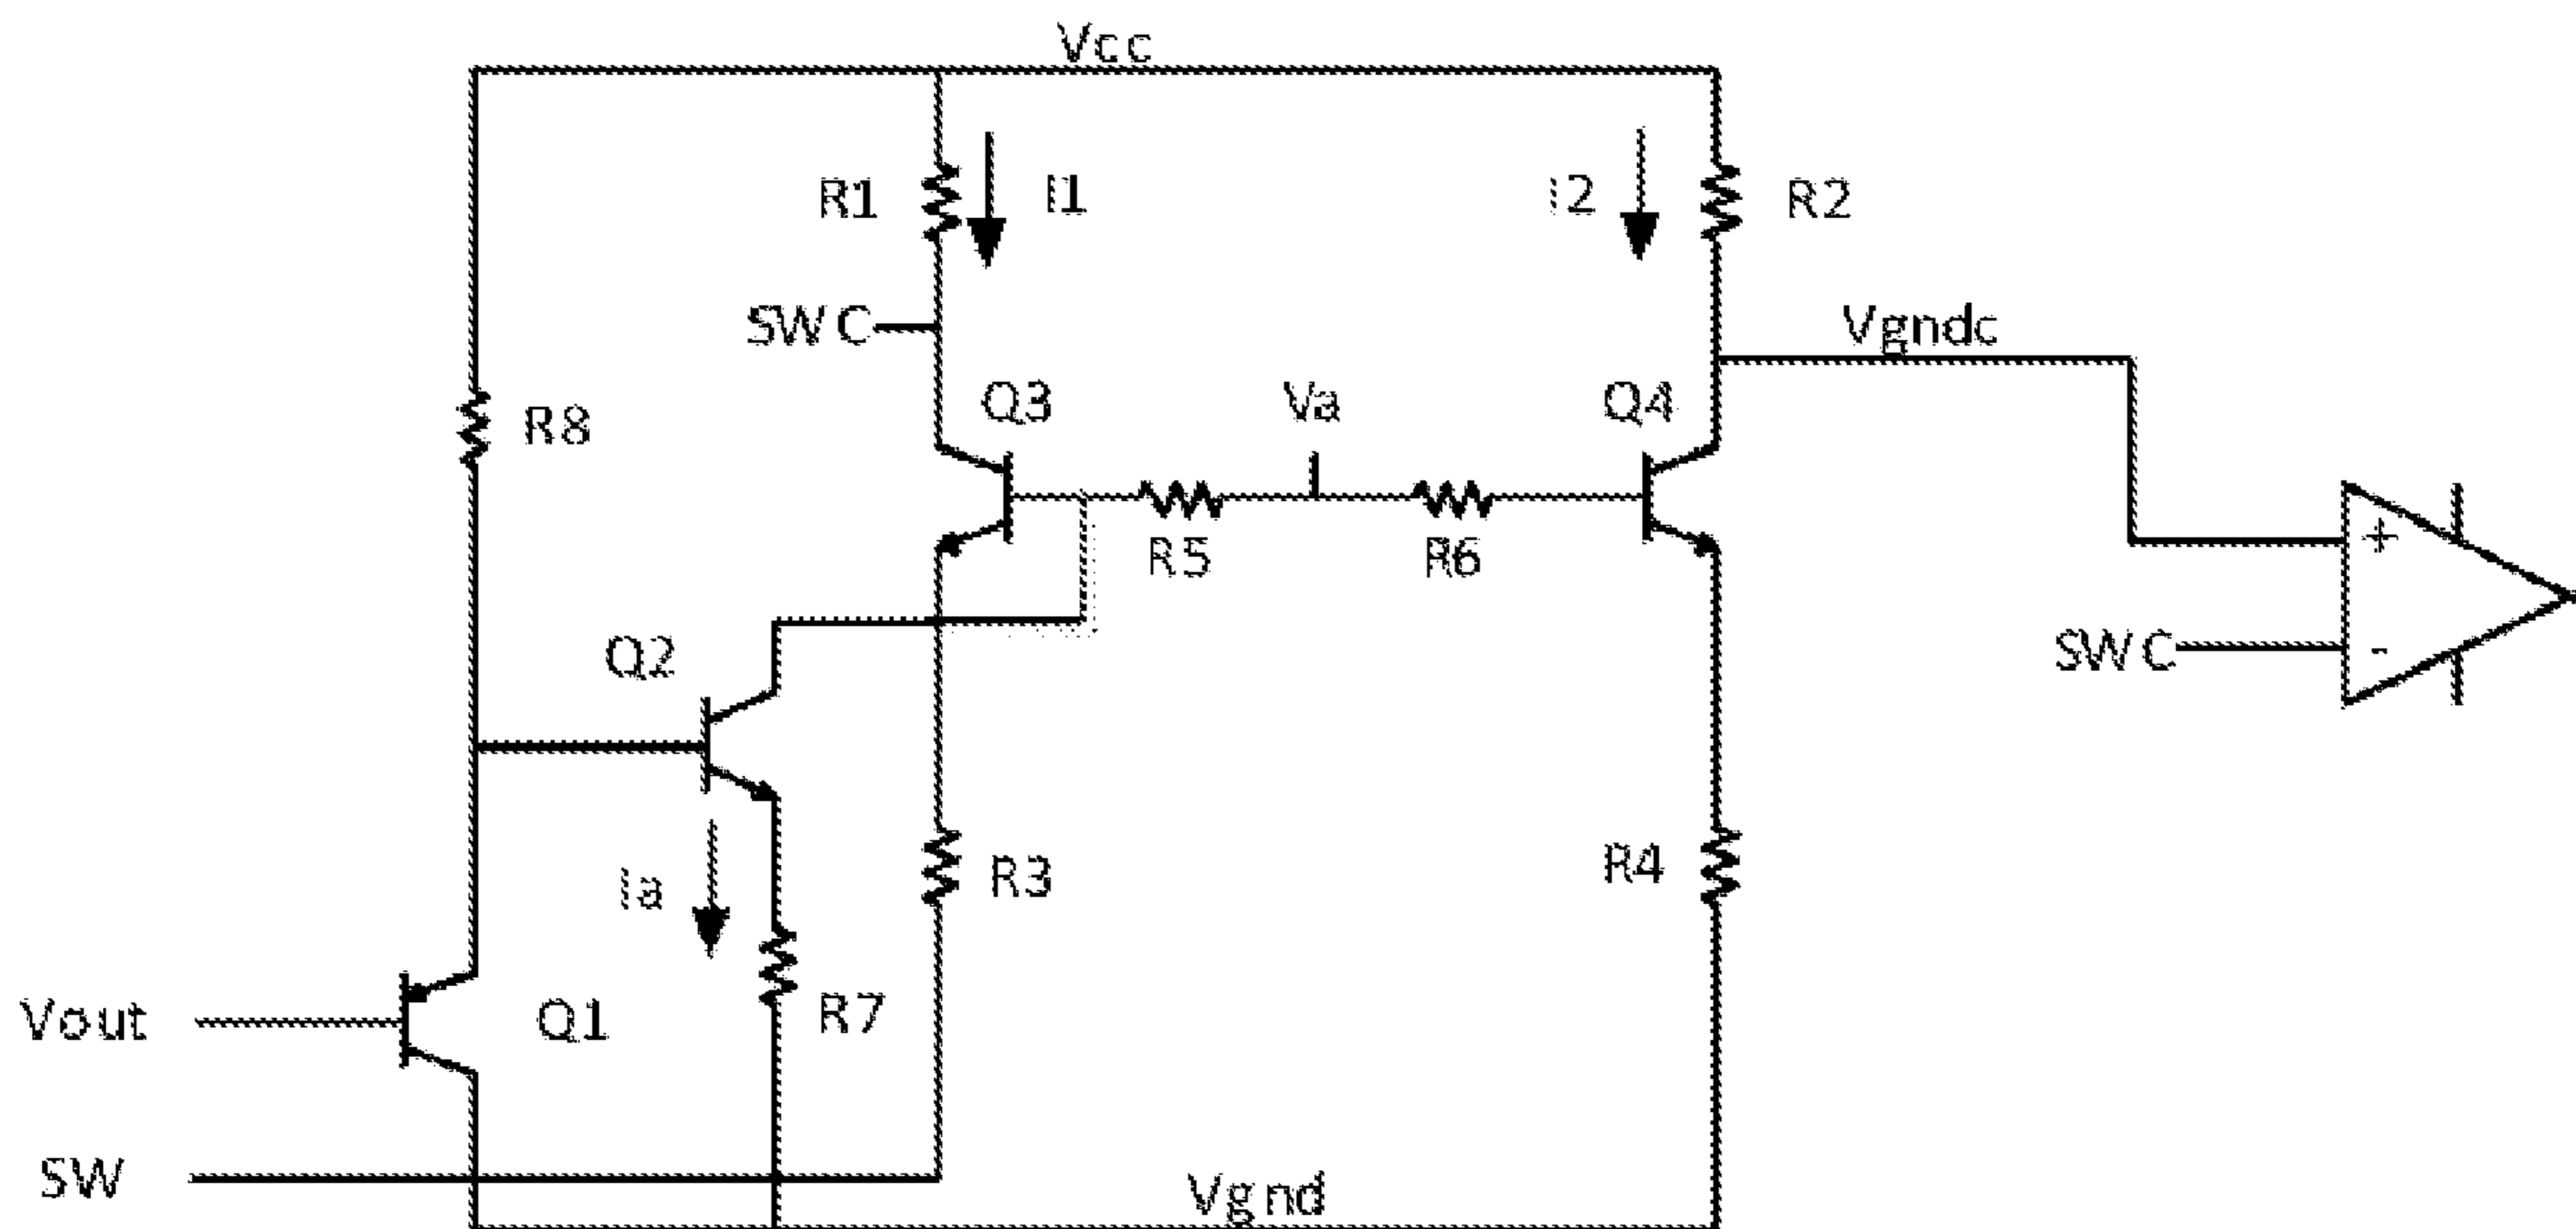 Vcc
R1
I1
I2
R2
SWC
Vgndc
Q3
Va
Q4
R8
+
R5
R6
Q2
SWC
-
Ia
R3
R4
Vout
Q1
R7
SW
Vgnd